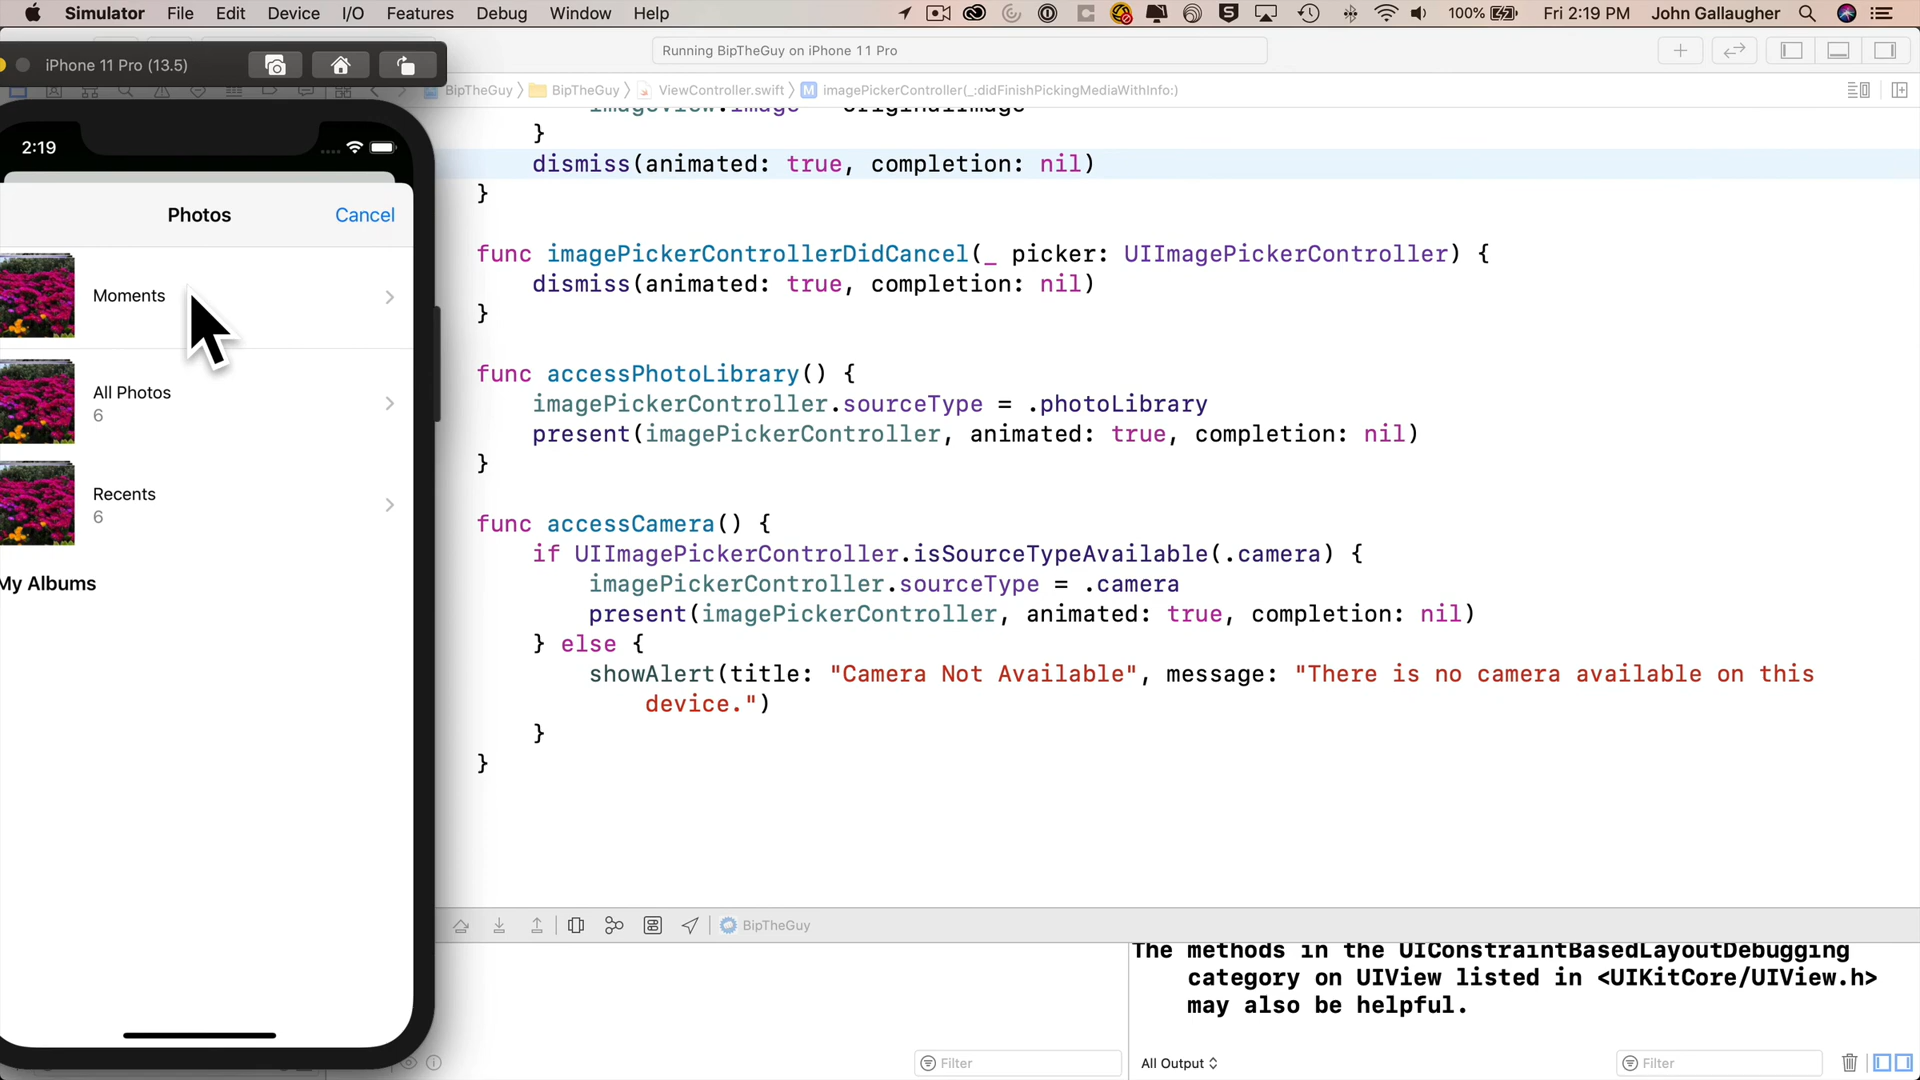 Simulator File Edit Device I/O Features Debug Window Help 100% Fri 2:19 PM John Gallaugher
iPhone 11 Pro (13.5)
Running BipTheGuy on iPhone 11 Pro
BipTheGuy BipTheGuy ViewController.swift M imagePickerController(_:didFinishPickingMediaWithInfo:)
2:19
Photos Cancel
Moments
All Photos
6
Recents
6
My Albums
imageView.image = originalImage
}
dismiss(animated: true, completion: nil)
}
func imagePickerControllerDidCancel(_ picker: UIImagePickerController) {
dismiss(animated: true, completion: nil)
}
func accessPhotoLibrary() {
imagePickerController.sourceType = .photoLibrary
present(imagePickerController, animated: true, completion: nil)
}
func accessCamera() {
if UIImagePickerController.isSourceTypeAvailable(.camera) {
imagePickerController.sourceType = .camera
present(imagePickerController, animated: true, completion: nil)
} else {
showAlert(title: "Camera Not Available", message: "There is no camera available on this
device.")
}
}
BipTheGuy
The methods in the UIConstraintBasedLayoutDebugging
category on UIView listed in <UIKitCore/UIView.h>
may also be helpful.
Filter
All Output
Filter